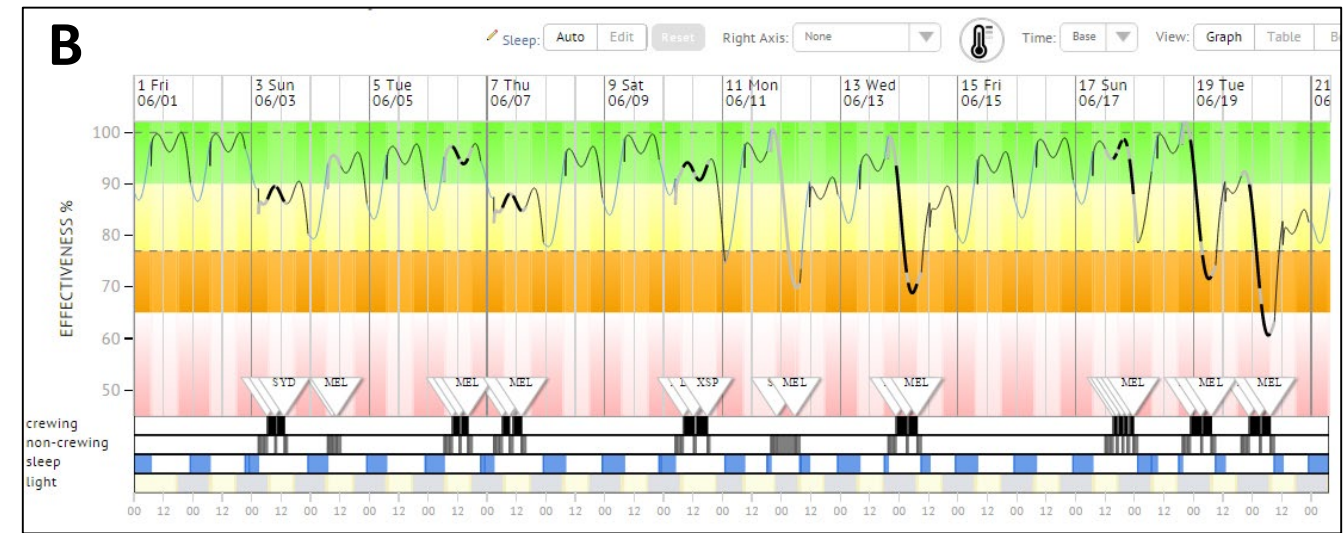 B
Sleep: Auto Edit Reset Right Axis: None Time: Base View: Graph Table B
1 Fri 3 Sun 5 Tue 7 Thu 9 Sat 11 Mon 13 Wed 15 Fri 17 Sun 19 Tue 21
06/01 06/03 06/05 06/07 06/09 06/11 06/13 06/15 06/17 06/19 06
100
90
80
70
60
50
EFFECTIVENESS %
SYD MEL MEL MEL XSP MEL MEL MEL MEL MEL
crewing
non-crewing
sleep
light
00 12 00 12 00 12 00 12 00 12 00 12 00 12 00 12 00 12 00 12 00 12 00 12 00 12 00 12 00 12 00 12 00 12 00 12 00 12 00 12 00